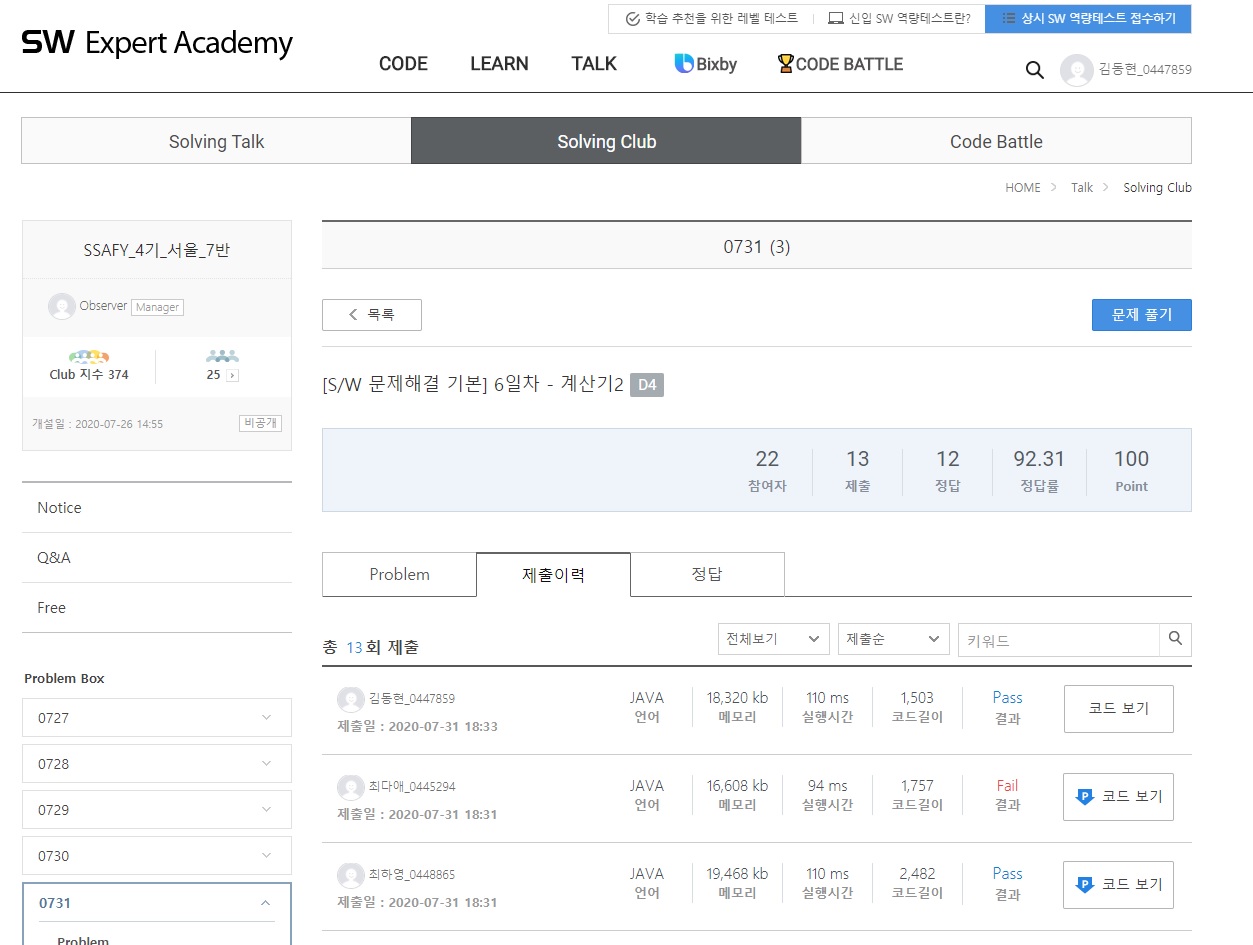 학습 추천을 위한 레벨 테스트
신입 SW 역량테스트란?
상시 SW 역량테스트 접수하기
SW Expert Academy
CODE
LEARN
TALK
Bixby
CODE BATTLE
김동현_0447859
Solving Talk
Solving Club
Code Battle
HOME > Talk > Solving Club
SSAFY_4기_서울_7반
Observer Manager
Club 지수 374
25 >
개설일 : 2020-07-26 14:55
비공개
Notice
Q&A
Free
Problem Box
0727
0728
0729
0730
0731
Problem
0731 (3)
< 목록
문제 풀기
[S/W 문제해결 기본] 6일차 - 계산기2 D4
22 13 12 92.31 100
참여자 제출 정답 정답률 Point
Problem
제출이력
정답
총 13회 제출
전체보기
제출순
키워드
김동현_0447859
제출일 : 2020-07-31 18:33
JAVA 18,320 kb 110 ms 1,503 Pass
언어 메모리 실행시간 코드길이 결과
코드 보기
최다애_0445294
제출일 : 2020-07-31 18:31
JAVA 16,608 kb 94 ms 1,757 Fail
언어 메모리 실행시간 코드길이 결과
P 코드 보기
최하영_0448865
제출일 : 2020-07-31 18:31
JAVA 19,468 kb 110 ms 2,482 Pass
언어 메모리 실행시간 코드길이 결과
P 코드 보기